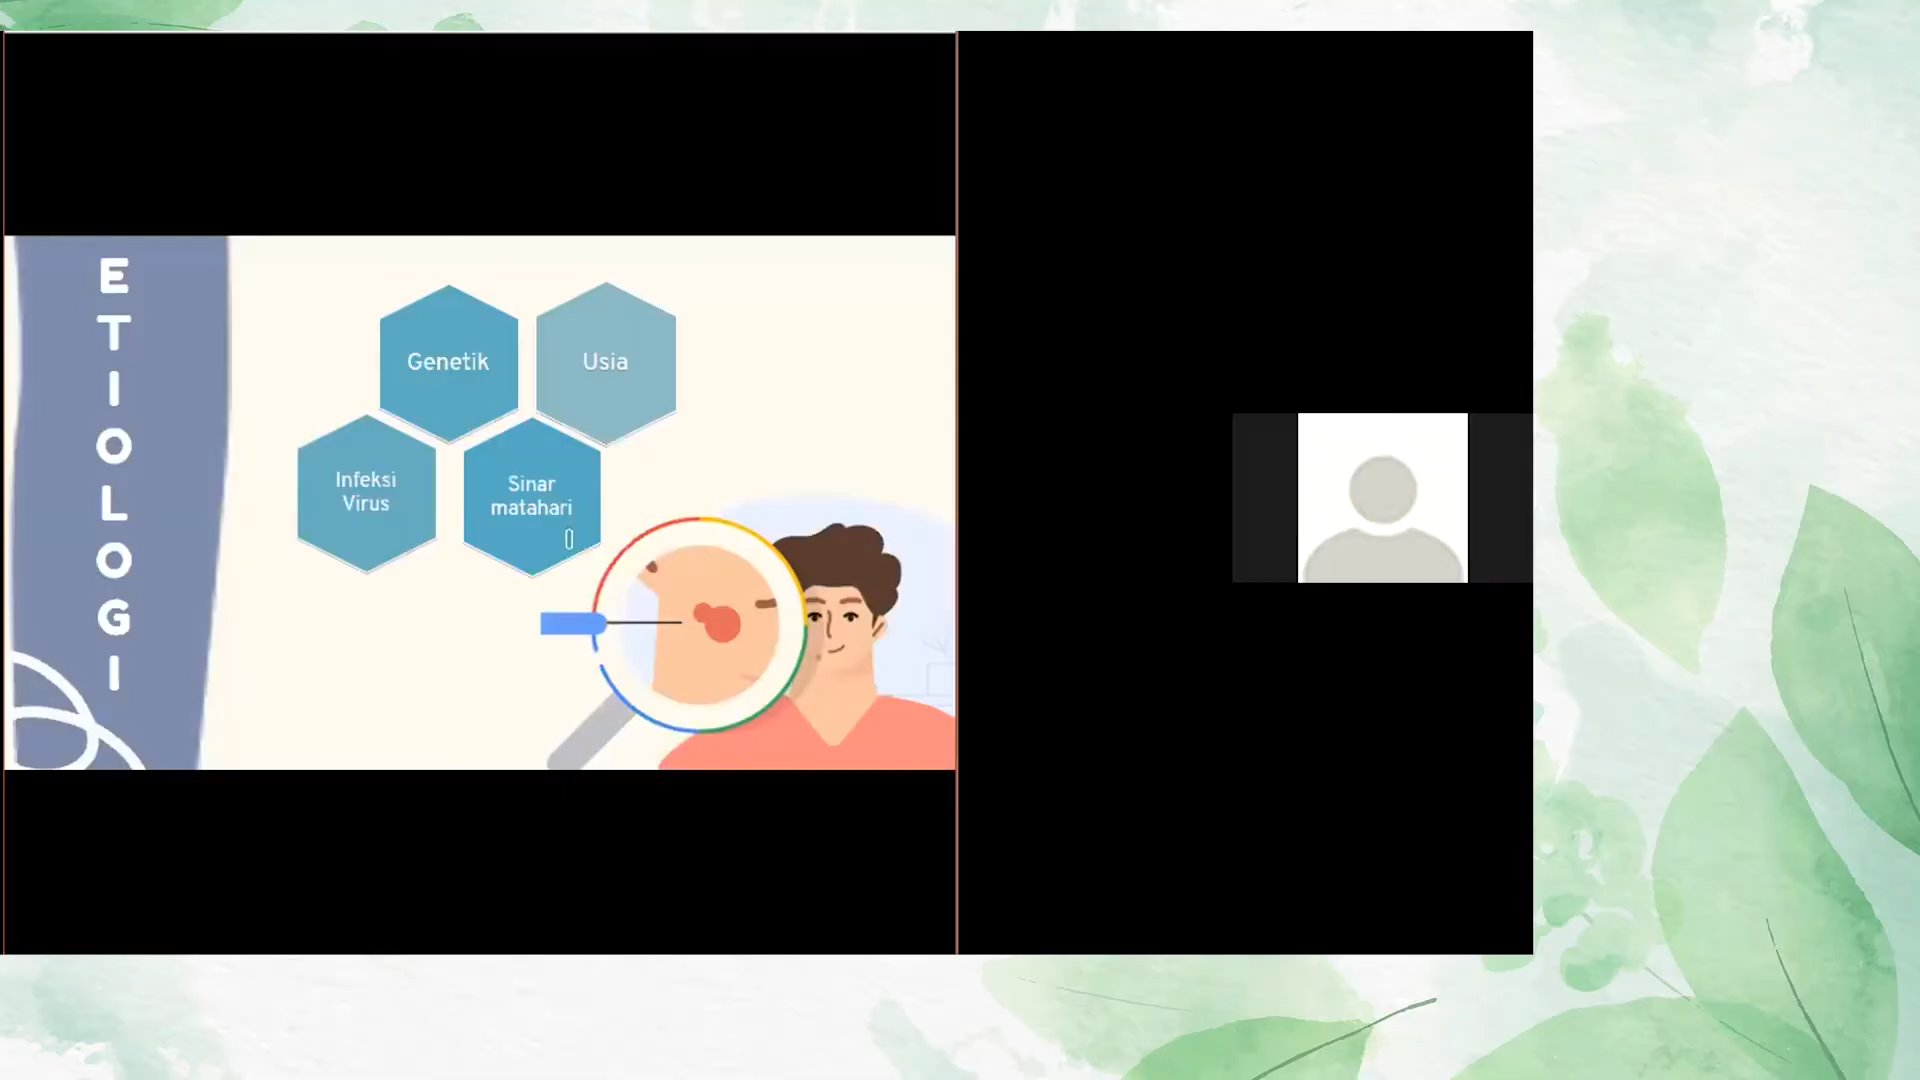 ETIOLOGI
Genetik
Usia
Infeksi
Virus
Sinar
matahari